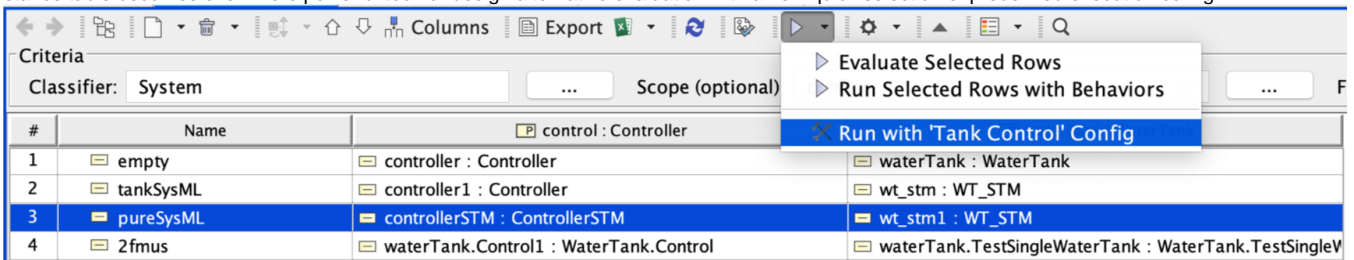 Columns Export
Criteria
Classifier: System ... Scope (optional) ... F
Evaluate Selected Rows
Run Selected Rows with Behaviors
Run with 'Tank Control' Config
# Name P control : Controller
1 empty controller : Controller waterTank : WaterTank
2 tankSysML controller1 : Controller wt_stm : WT_STM
3 pureSysML controllerSTM : ControllerSTM wt_stm1 : WT_STM
4 2fmus waterTank.Control1 : WaterTank.Control waterTank.TestSingleWaterTank : WaterTank.TestSingleW